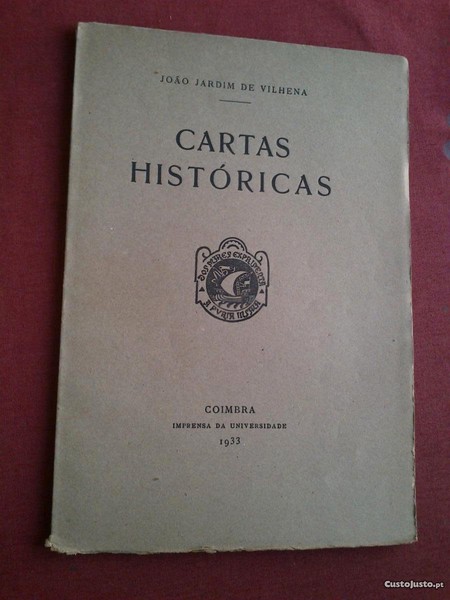 JOÃO JARDIM DE VILHENA
CARTAS
HISTÓRICAS
COIMBRA
IMPRENSA DA UNIVERSIDADE
1933
CustoJusto.pt